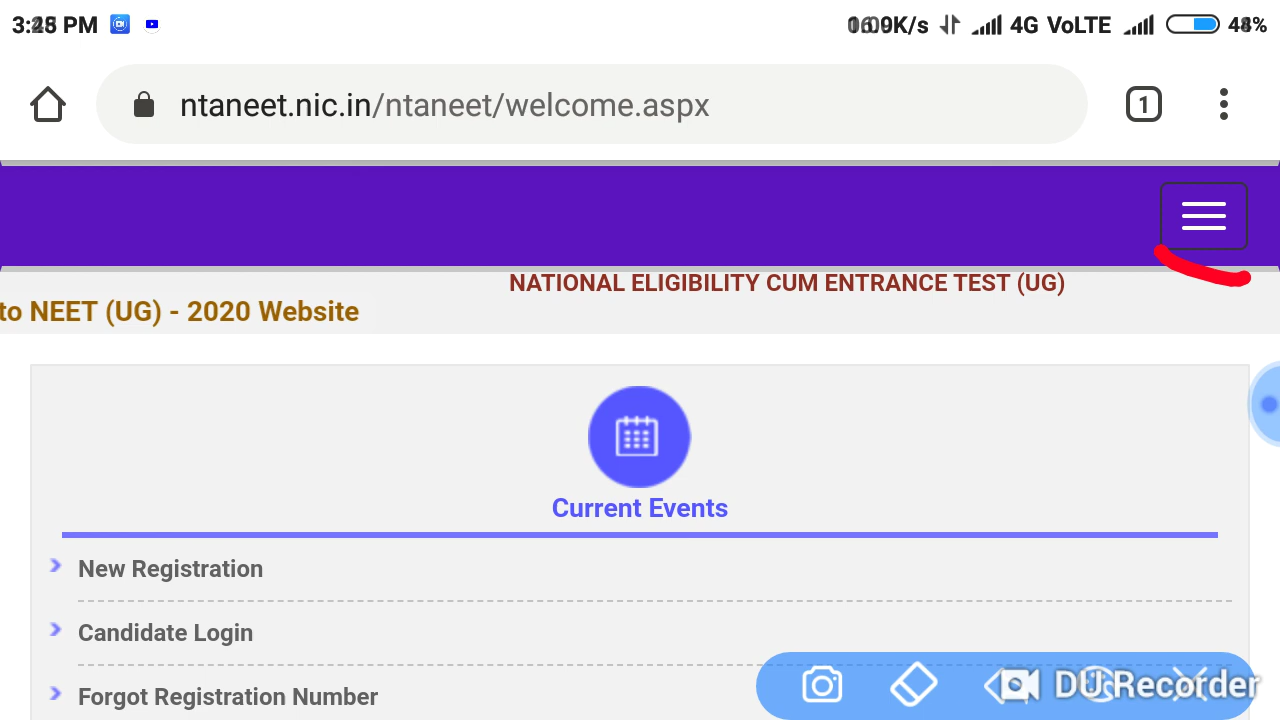 PM
K/s 4G VoLTE
ntaneet.nic.in/ntaneet/welcome.aspx
1
NATIONAL ELIGIBILITY CUM ENTRANCE TEST (UG)
to NEET (UG) - 2020 Website
Current Events
New Registration
Candidate Login
Forgot Registration Number
DU Recorder